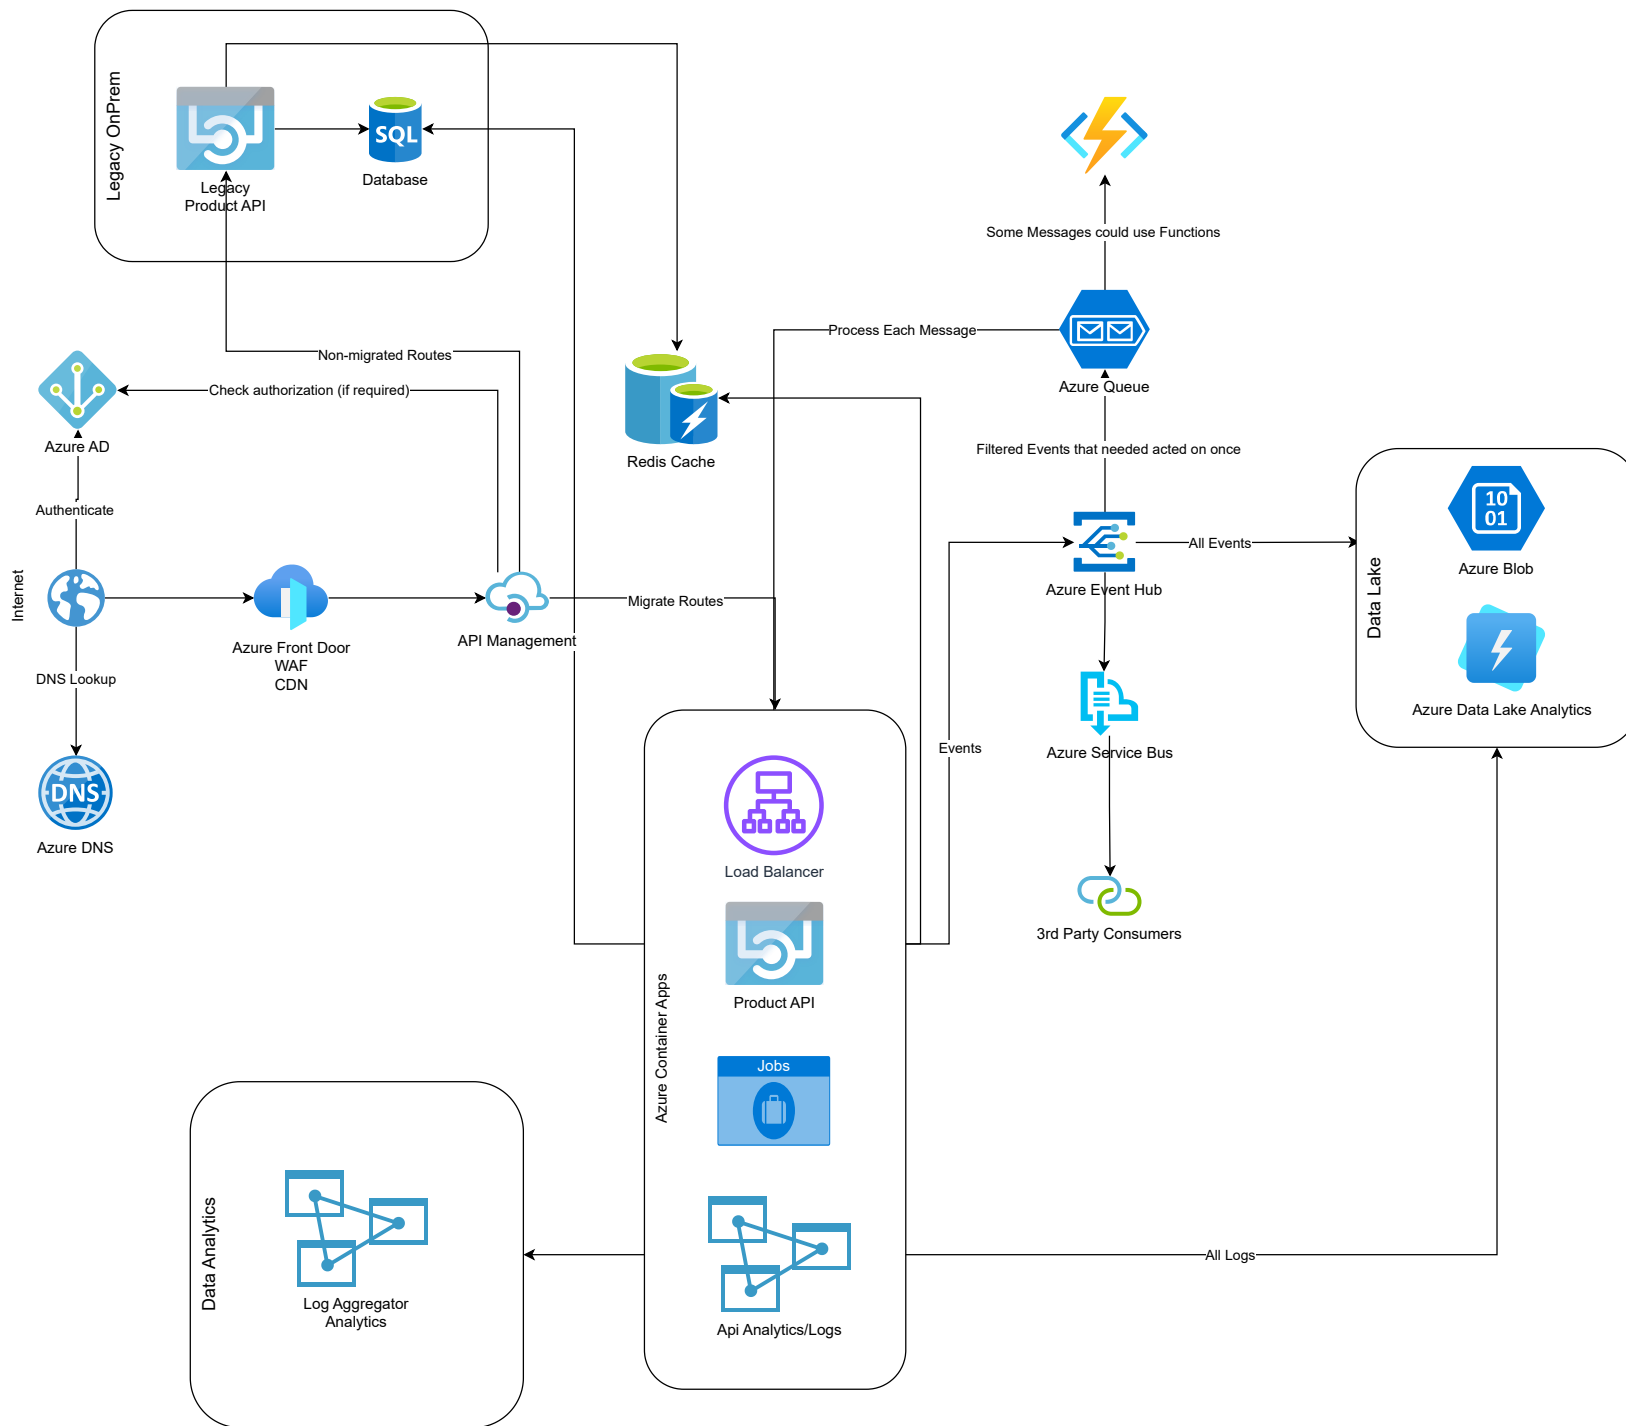 Legacy OnPrem
Legacy
Product API
SQL
Database
Some Messages could use Functions
Process Each Message
Azure Queue
Non-migrated Routes
Check authorization (if required)
Azure AD
Redis Cache
Filtered Events that needed acted on once
Authenticate
Internet
DNS Lookup
Azure Front Door
WAF
CDN
API Management
Migrate Routes
Azure Event Hub
All Events
Data Lake
10
01
Azure Blob
Azure Data Lake Analytics
DNS
Azure DNS
Events
Azure Service Bus
3rd Party Consumers
Azure Container Apps
Load Balancer
Product API
Jobs
Api Analytics/Logs
All Logs
Data Analytics
Log Aggregator
Analytics